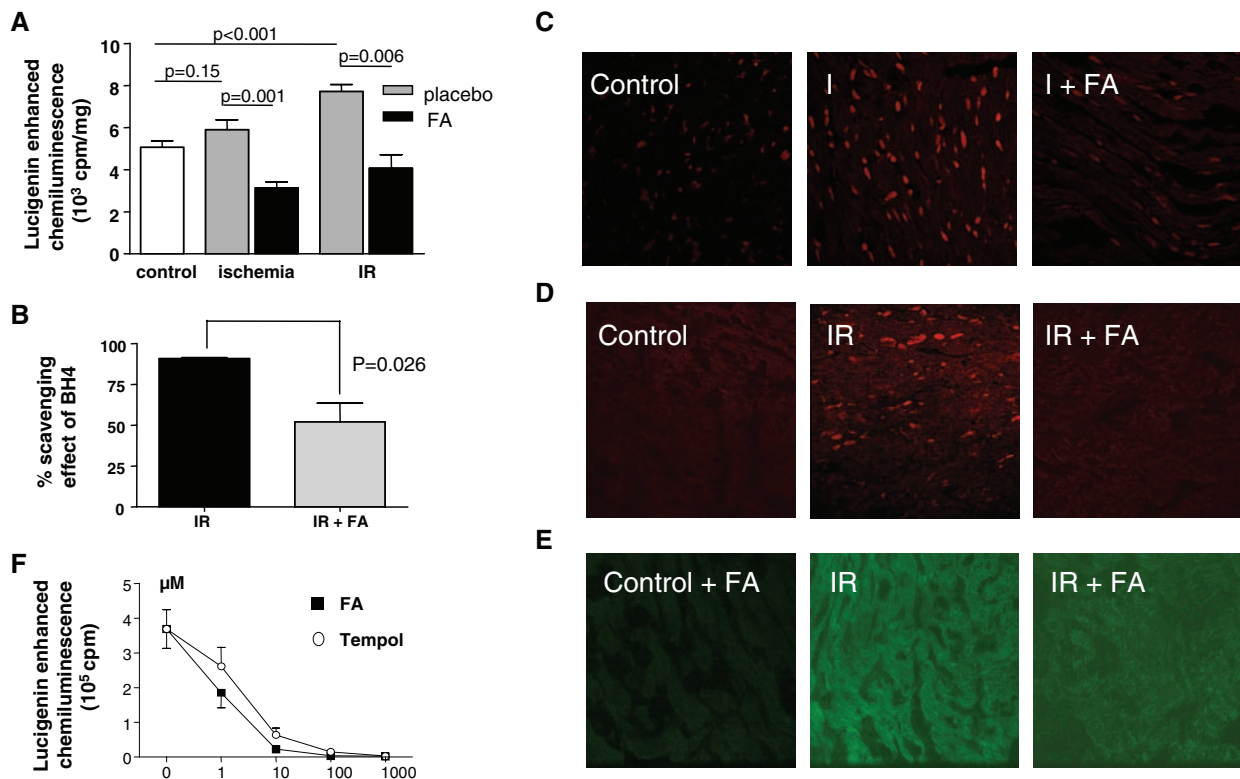 A
Lucigenin enhanced
chemiluminescence
(10³ cpm/mg)
10
8
6
4
2
0
p<0.001
p=0.006
p=0.15
p=0.001
placebo
FA
control
ischemia
IR
B
% scavenging
effect of BH4
100
75
50
25
0
P=0.026
IR
IR + FA
F
Lucigenin enhanced
chemiluminescence
(10⁵ cpm)
µM
5
4
3
2
1
0
FA
Tempol
0
1
10
100
1000
C
Control
I
I + FA
D
Control
IR
IR + FA
E
Control + FA
IR
IR + FA